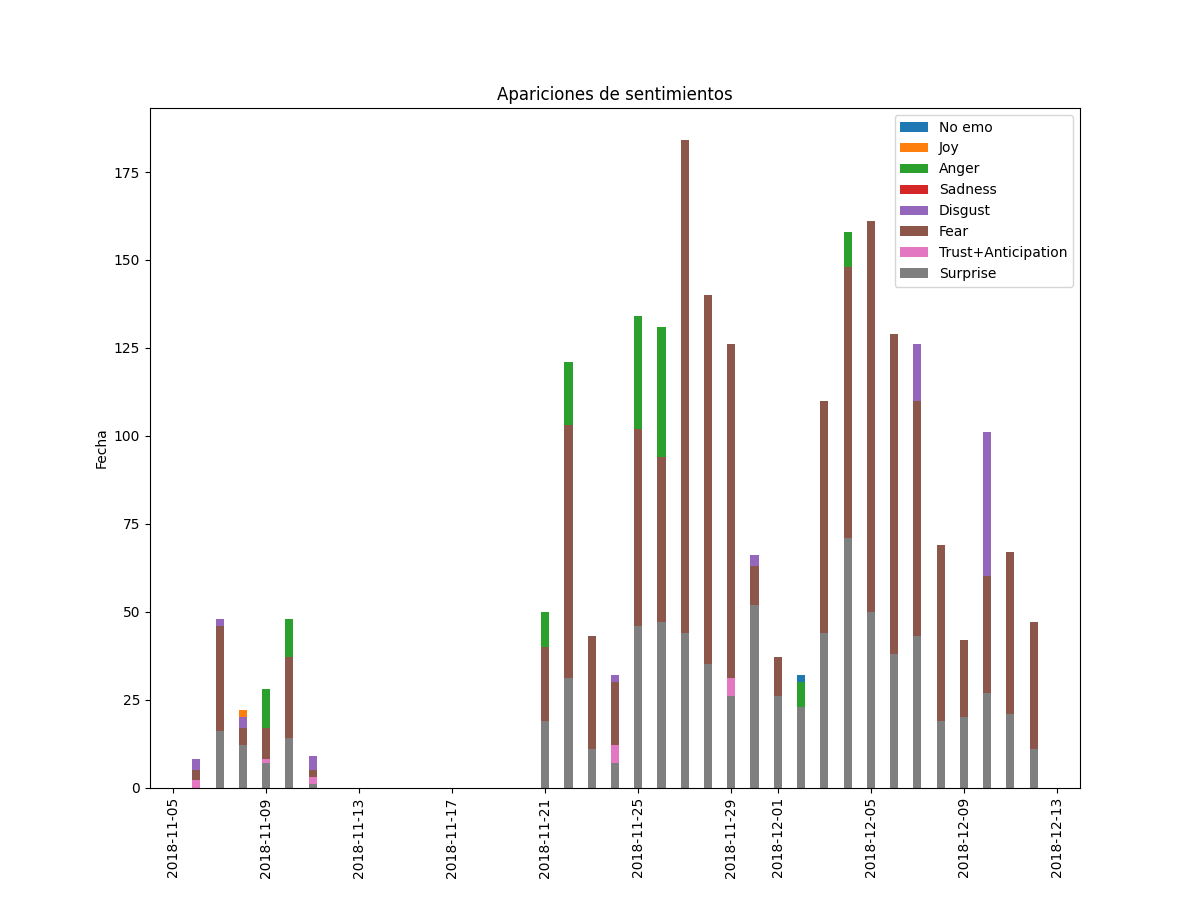 Apariciones de sentimientos
No emo
Joy
Anger
Sadness
Disgust
Fear
Trust+Anticipation
Surprise
Fecha
175
150
125
100
75
50
25
0
2018-11-05
2018-11-09
2018-11-13
2018-11-17
2018-11-21
2018-11-25
2018-11-29
2018-12-01
2018-12-05
2018-12-09
2018-12-13